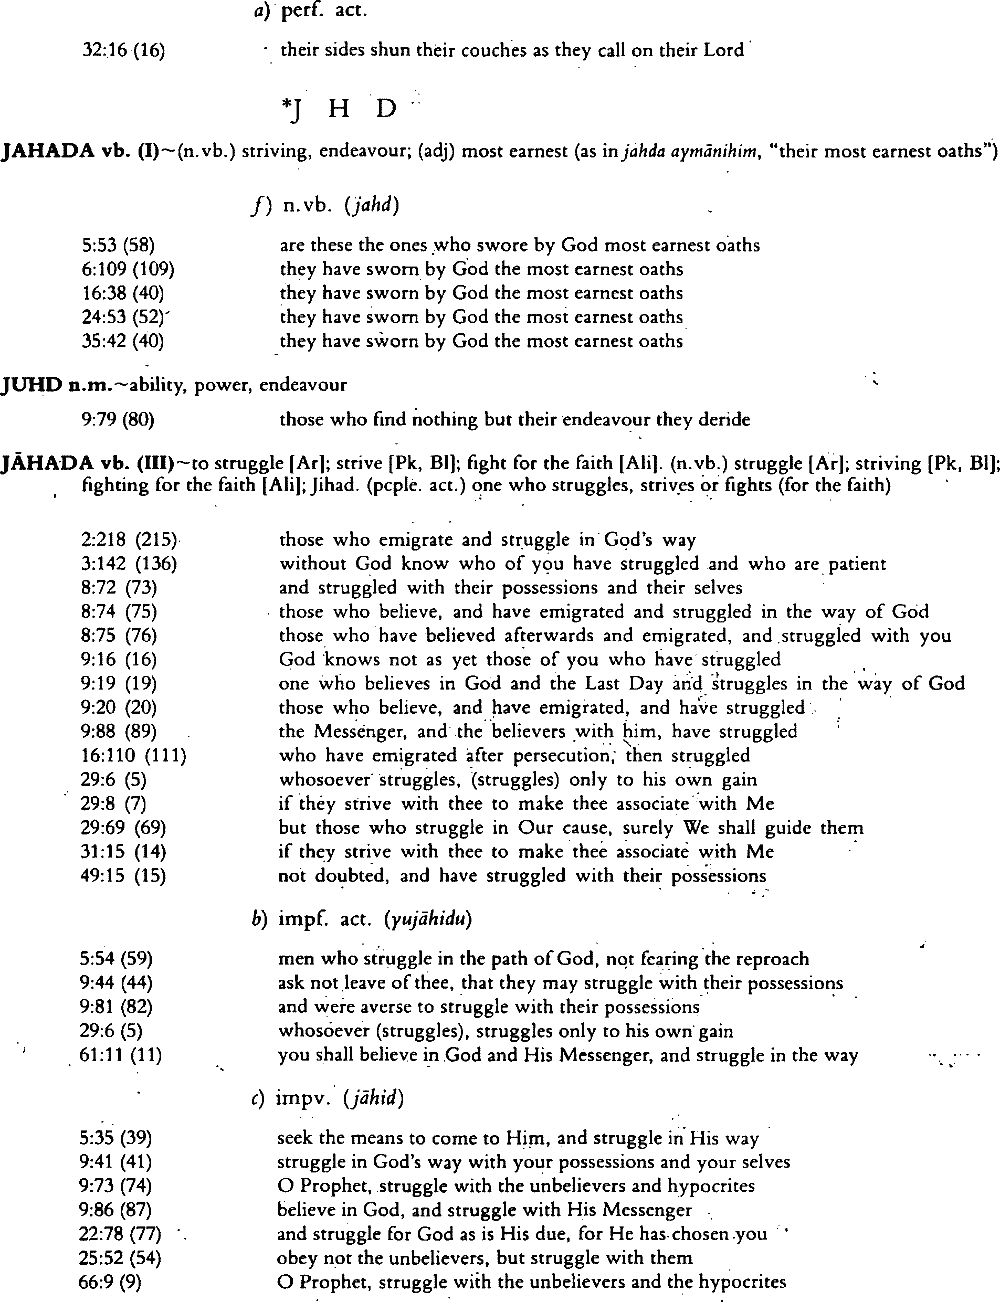 a) perf. act.
32:16 (16) their sides shun their couches as they call on their Lord
*J H D
JAHADA vb. (I)~(n.vb.) striving, endeavour; (adj) most earnest (as in jahda aymānihim, “their most earnest oaths”)
f) n.vb. (jahd)
5:53 (58) are these the ones who swore by God most earnest oaths
6:109 (109) they have sworn by God the most earnest oaths
16:38 (40) they have sworn by God the most earnest oaths
24:53 (52) they have sworn by God the most earnest oaths
35:42 (40) they have sworn by God the most earnest oaths
JUHD n.m.~ability, power, endeavour
9:79 (80) those who find nothing but their endeavour they deride
JĀHADA vb. (III)~to struggle [Ar]; strive [Pk, Bl]; fight for the faith [Ali]. (n.vb.) struggle [Ar]; striving [Pk, Bl];
fighting for the faith [Ali]; Jihad. (pcple. act.) one who struggles, strives or fights (for the faith)
2:218 (215) those who emigrate and struggle in God's way
3:142 (136) without God know who of you have struggled and who are patient
8:72 (73) and struggled with their possessions and their selves
8:74 (75) those who believe, and have emigrated and struggled in the way of God
8:75 (76) those who have believed afterwards and emigrated, and struggled with you
9:16 (16) God knows not as yet those of you who have struggled
9:19 (19) one who believes in God and the Last Day and struggles in the way of God
9:20 (20) those who believe, and have emigrated, and have struggled
9:88 (89) the Messenger, and the believers with him, have struggled
16:110 (111) who have emigrated after persecution, then struggled
29:6 (5) whosoever struggles, (struggles) only to his own gain
29:8 (7) if they strive with thee to make thee associate with Me
29:69 (69) but those who struggle in Our cause, surely We shall guide them
31:15 (14) if they strive with thee to make thee associate with Me
49:15 (15) not doubted, and have struggled with their possessions
b) impf. act. (yujāhidu)
5:54 (59) men who struggle in the path of God, not fearing the reproach
9:44 (44) ask not leave of thee, that they may struggle with their possessions
9:81 (82) and were averse to struggle with their possessions
29:6 (5) whosoever (struggles), struggles only to his own gain
61:11 (11) you shall believe in God and His Messenger, and struggle in the way
c) impv. (jāhid)
5:35 (39) seek the means to come to Him, and struggle in His way
9:41 (41) struggle in God's way with your possessions and your selves
9:73 (74) O Prophet, struggle with the unbelievers and hypocrites
9:86 (87) believe in God, and struggle with His Messenger
22:78 (77) and struggle for God as is His due, for He has chosen you
25:52 (54) obey not the unbelievers, but struggle with them
66:9 (9) O Prophet, struggle with the unbelievers and the hypocrites